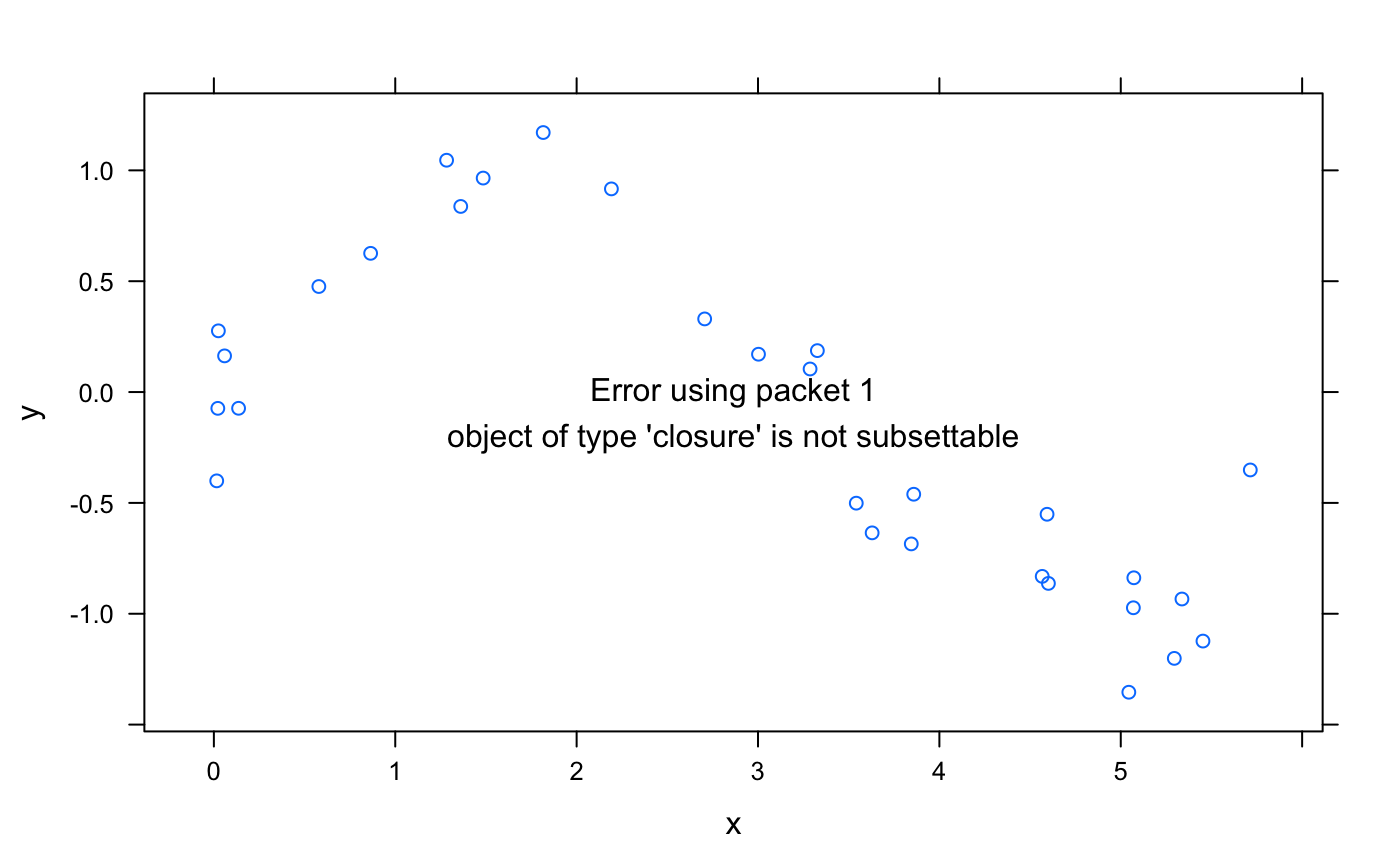 1.0
0.5
0.0
-0.5
-1.0
y
Error using packet 1
object of type 'closure' is not subsettable
0 1 2 3 4 5
x